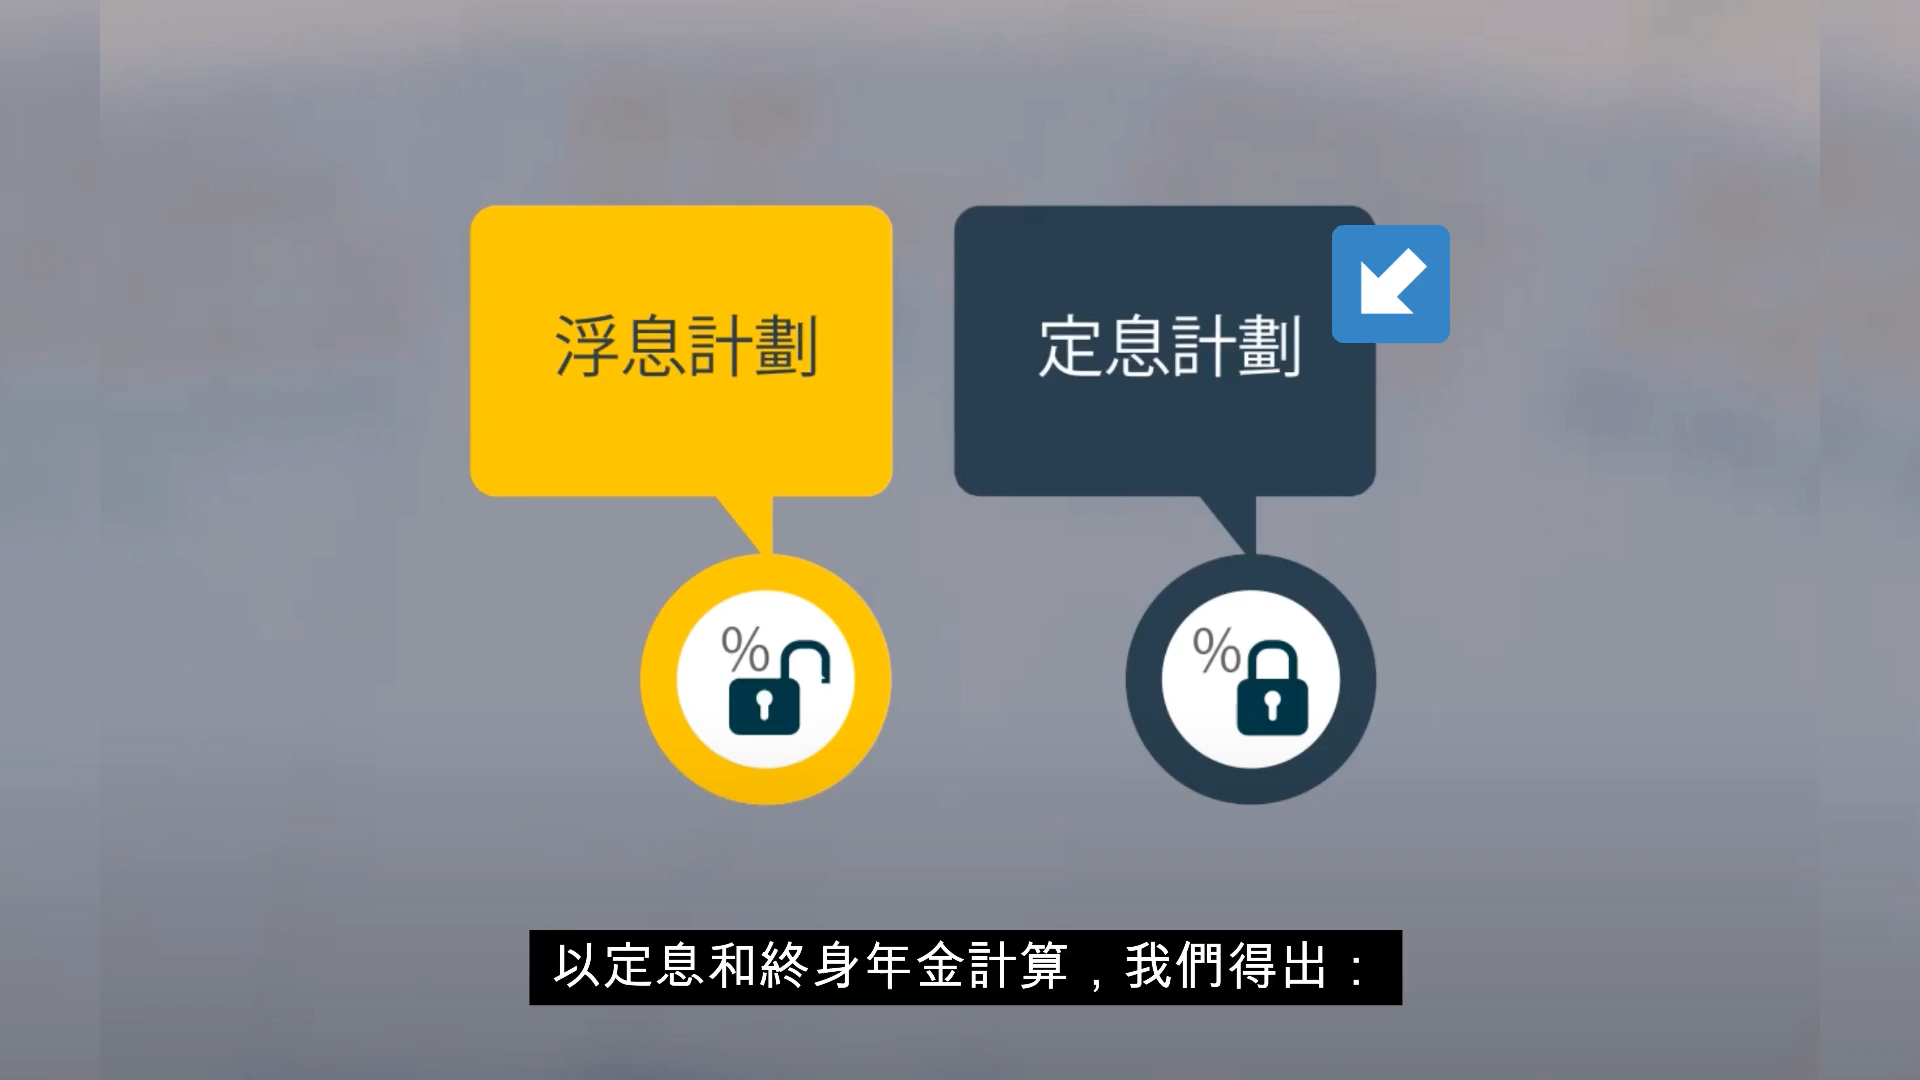 浮息計劃
定息計劃
%
%
以定息和終身年金計算，我們得出：